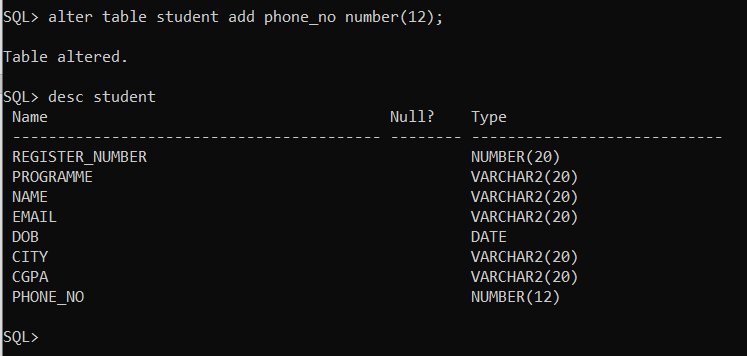 SQL> alter table student add phone_no number(12);
Table altered.
SQL> desc student
Name Null? Type
----------------------------------------- -------- ----------------------------
REGISTER_NUMBER NUMBER(20)
PROGRAMME VARCHAR2(20)
NAME VARCHAR2(20)
EMAIL VARCHAR2(20)
DOB DATE
CITY VARCHAR2(20)
CGPA VARCHAR2(20)
PHONE_NO NUMBER(12)
SQL>